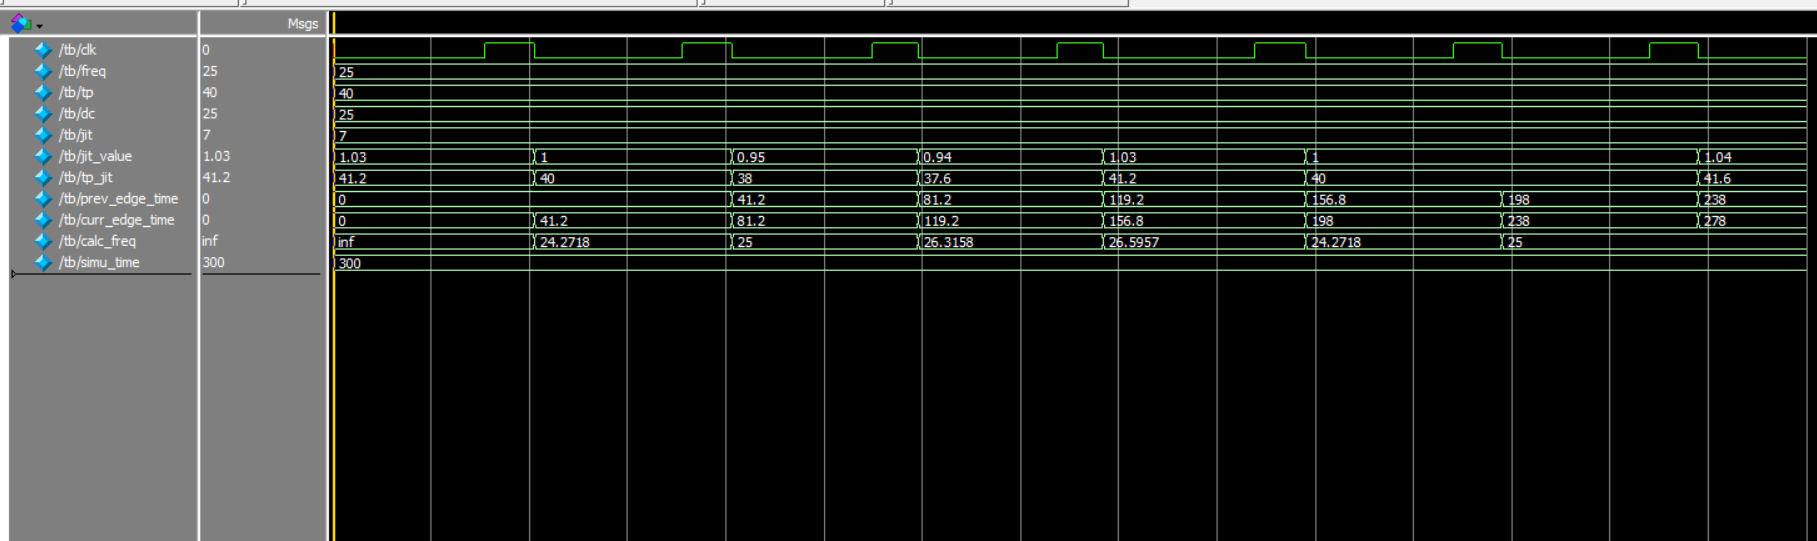 Msgs
/tb/clk 0
/tb/freq 25 25
/tb/tp 40 40
/tb/dc 25 25
/tb/jit 7 7
/tb/jit_value 1.03 1.03 1 0.95 0.94 1.03 1 1.04
/tb/tp_jit 41.2 41.2 40 38 37.6 41.2 40 41.6
/tb/prev_edge_time 0 0 41.2 81.2 119.2 156.8 198 238
/tb/curr_edge_time 0 0 41.2 81.2 119.2 156.8 198 238 278
/tb/calc_freq inf inf 24.2718 25 26.3158 26.5957 24.2718 25
/tb/simu_time 300 300